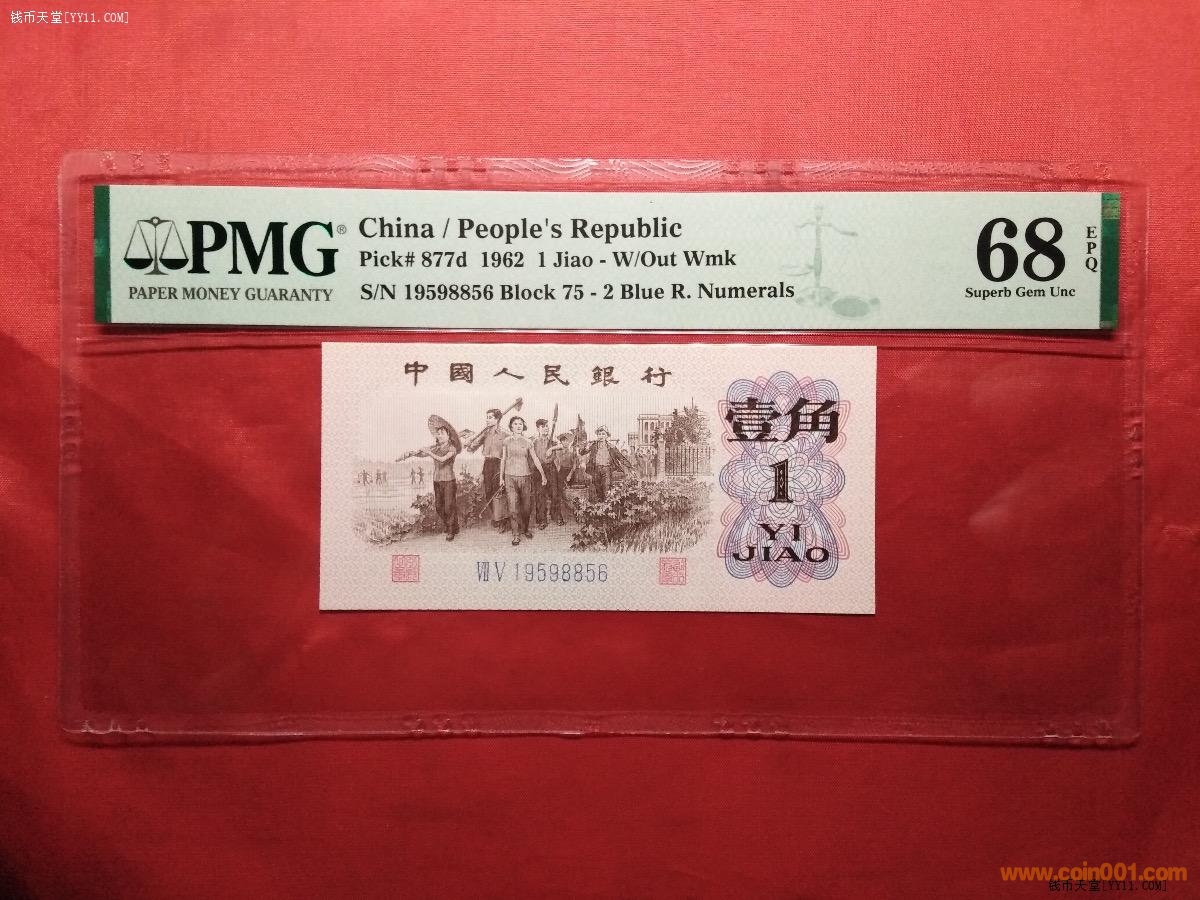 钱币天堂[YY11.COM]
PMG®
PAPER MONEY GUARANTY
China / People's Republic
Pick# 877d 1962 1 Jiao - W/Out Wmk
S/N 19598856 Block 75 - 2 Blue R. Numerals
68
EPQ
Superb Gem Unc
中國人民銀行
壹角
1
YI
JIAO
ⅦⅤ19598856
www.coin001.com
钱币天堂[YY11.COM]